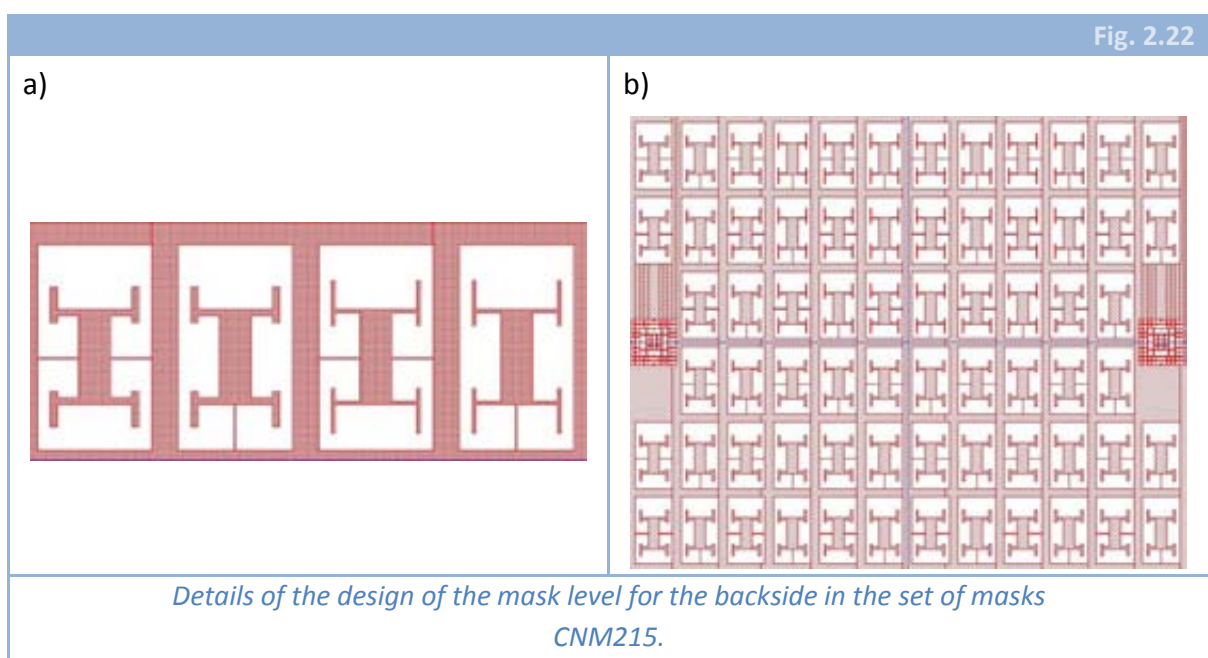 Fig. 2.22
a)
b)
Details of the design of the mask level for the backside in the set of masks
CNM215.